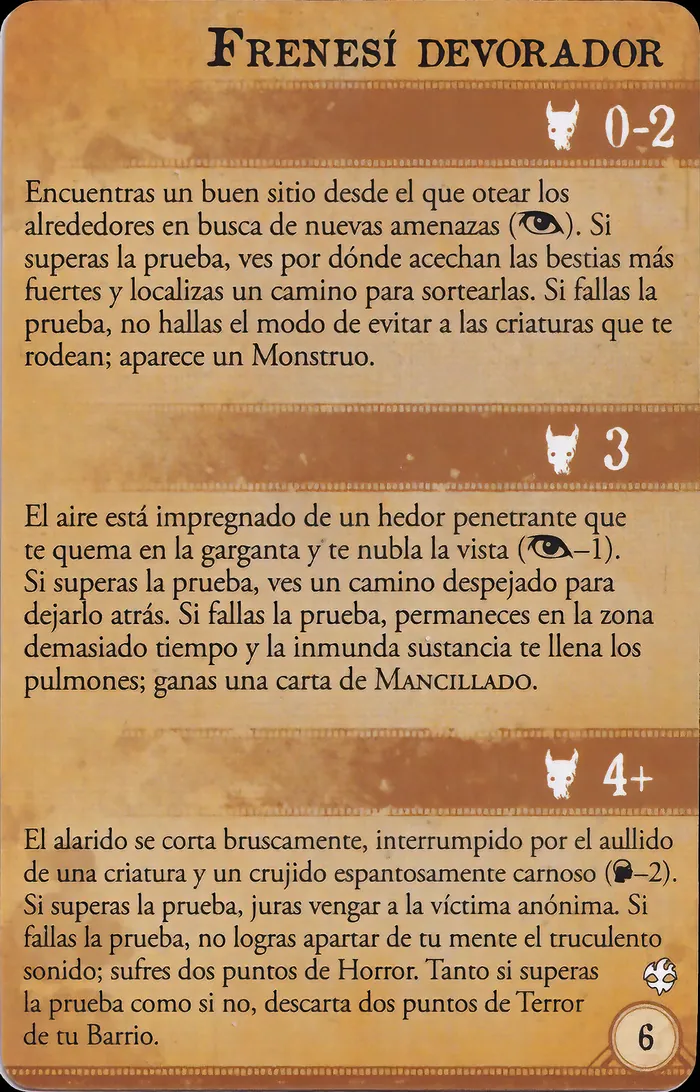 Frenesí devorador
0-2
Encuentras un buen sitio desde el que otear los
alrededores en busca de nuevas amenazas (). Si
superas la prueba, ves por dónde acechan las bestias más
fuertes y localizas un camino para sortearlas. Si fallas la
prueba, no hallas el modo de evitar a las criaturas que te
rodean; aparece un Monstruo.
3
El aire está impregnado de un hedor penetrante que
te quema en la garganta y te nubla la vista (–1).
Si superas la prueba, ves un camino despejado para
dejarlo atrás. Si fallas la prueba, permaneces en la zona
demasiado tiempo y la inmunda sustancia te llena los
pulmones; ganas una carta de Mancillado.
4+
El alarido se corta bruscamente, interrumpido por el aullido
de una criatura y un crujido espantosamente carnoso (–2).
Si superas la prueba, juras vengar a la víctima anónima. Si
fallas la prueba, no logras apartar de tu mente el truculento
sonido; sufres dos puntos de Horror. Tanto si superas
la prueba como si no, descarta dos puntos de Terror
de tu Barrio.
6